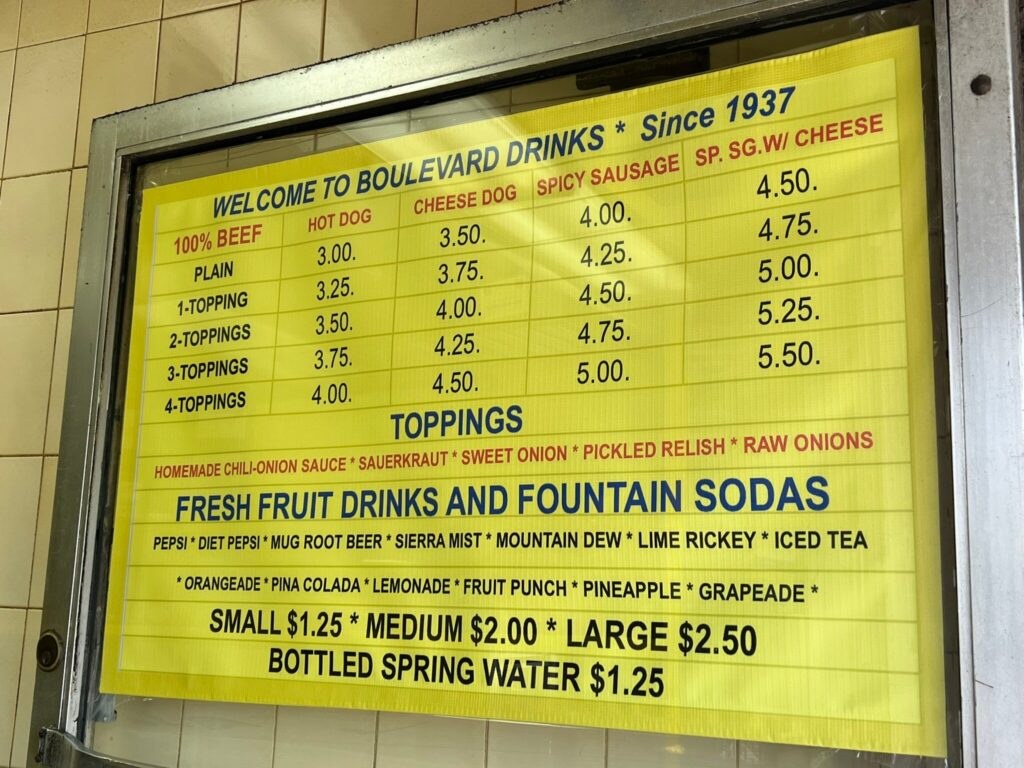 WELCOME TO BOULEVARD DRINKS * Since 1937
100% BEEF HOT DOG CHEESE DOG SPICY SAUSAGE SP. SG.W/ CHEESE
PLAIN 3.00. 3.50. 4.00. 4.50.
1-TOPPING 3.25. 3.75. 4.25. 4.75.
2-TOPPINGS 3.50. 4.00. 4.50. 5.00.
3-TOPPINGS 3.75. 4.25. 4.75. 5.25.
4-TOPPINGS 4.00. 4.50. 5.00. 5.50.
TOPPINGS
HOMEMADE CHILI-ONION SAUCE * SAUERKRAUT * SWEET ONION * PICKLED RELISH * RAW ONIONS
FRESH FRUIT DRINKS AND FOUNTAIN SODAS
PEPSI * DIET PEPSI * MUG ROOT BEER * SIERRA MIST * MOUNTAIN DEW * LIME RICKEY * ICED TEA
* ORANGEADE * PINA COLADA * LEMONADE * FRUIT PUNCH * PINEAPPLE * GRAPEADE *
SMALL $1.25 * MEDIUM $2.00 * LARGE $2.50
BOTTLED SPRING WATER $1.25